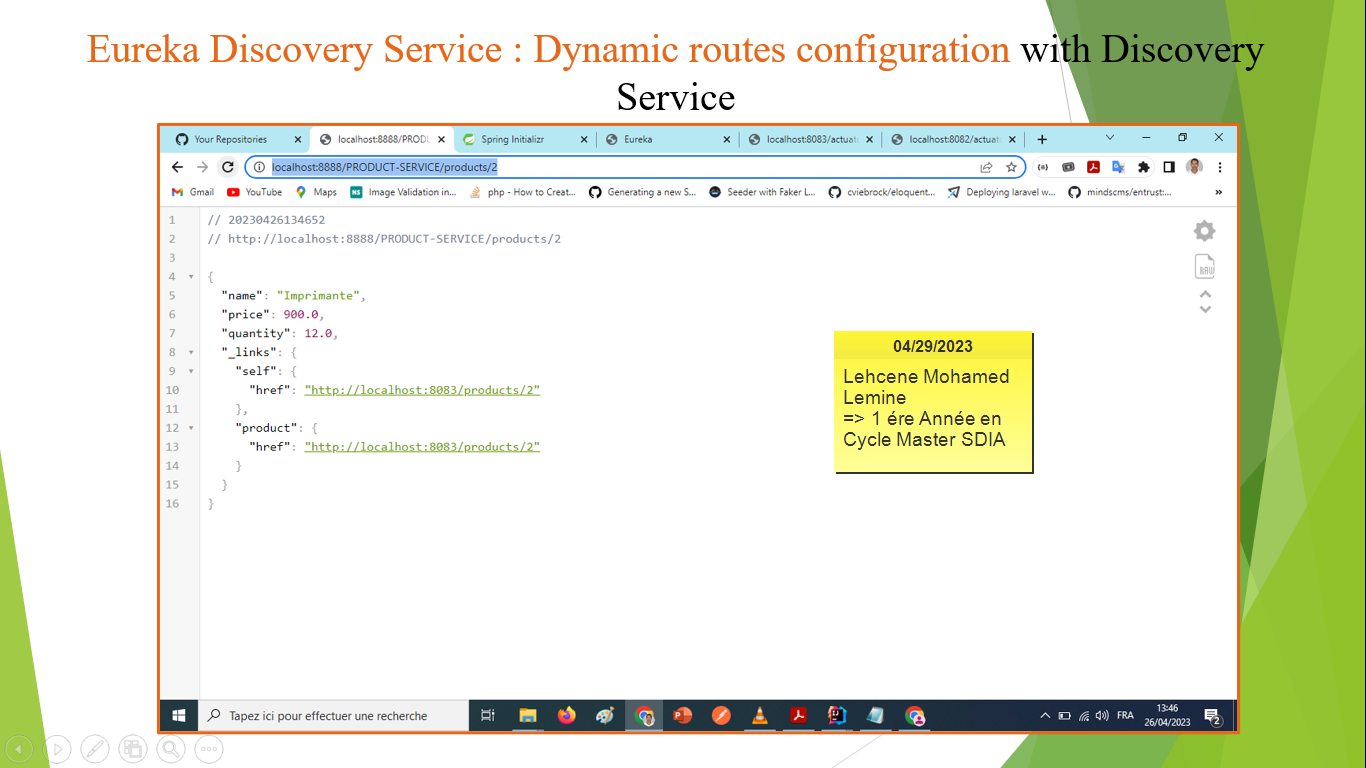 Eureka Discovery Service : Dynamic routes configuration with Discovery
Service
Your Repositories
localhost:8888/PRODU
Spring Initializr
Eureka
localhost:8083/actuat
localhost:8082/actuat
localhost:8888/PRODUCT-SERVICE/products/2
Gmail
YouTube
Maps
Image Validation in...
php - How to Creat...
Generating a new S...
Seeder with Faker L...
cviebrock/eloquent...
Deploying laravel w...
mindscms/entrust:...
»
1 // 20230426134652
2 // http://localhost:8888/PRODUCT-SERVICE/products/2
3
4 {
5 "name": "Imprimante",
6 "price": 900.0,
7 "quantity": 12.0,
8 "_links": {
9 "self": {
10 "href": "http://localhost:8083/products/2"
11 },
12 "product": {
13 "href": "http://localhost:8083/products/2"
14 }
15 }
16 }
RAW
04/29/2023
Lehcene Mohamed
Lemine
=> 1 ére Année en
Cycle Master SDIA
Tapez ici pour effectuer une recherche
FRA
13:46
26/04/2023
2